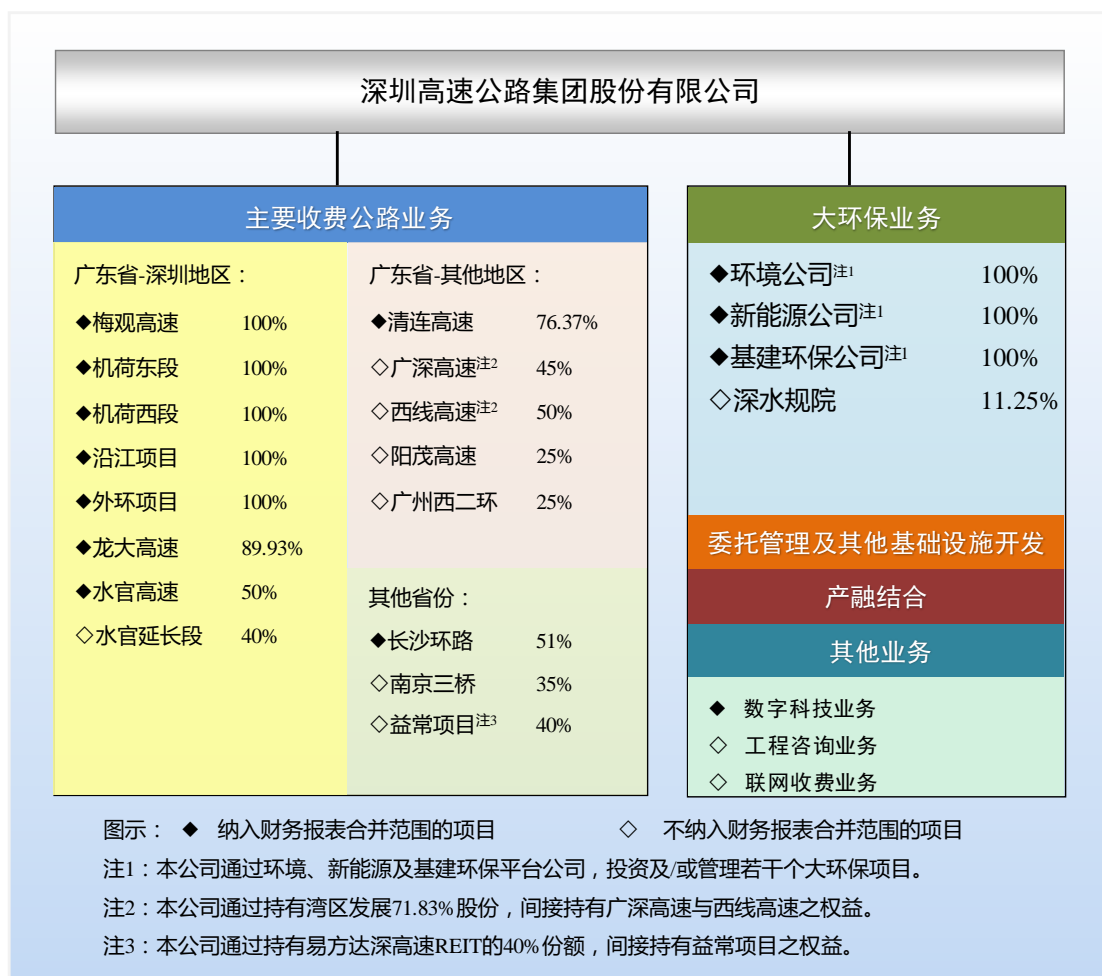 深圳高速公路集团股份有限公司
主要收费公路业务
广东省-深圳地区：
◆梅观高速 100%
◆机荷东段 100%
◆机荷西段 100%
◆沿江项目 100%
◆外环项目 100%
◆龙大高速 89.93%
◆水官高速 50%
◇水官延长段 40%
广东省-其他地区：
◆清连高速 76.37%
◇广深高速注2 45%
◇西线高速注2 50%
◇阳茂高速 25%
◇广州西二环 25%
其他省份：
◆长沙环路 51%
◇南京三桥 35%
◇益常项目注3 40%
大环保业务
◆环境公司注1 100%
◆新能源公司注1 100%
◆基建环保公司注1 100%
◇深水规院 11.25%
委托管理及其他基础设施开发
产融结合
其他业务
◆ 数字科技业务
◇ 工程咨询业务
◇ 联网收费业务
图示： ◆ 纳入财务报表合并范围的项目 ◇ 不纳入财务报表合并范围的项目
注1：本公司通过环境、新能源及基建环保平台公司，投资及/或管理若干个大环保项目。
注2：本公司通过持有湾区发展71.83%股份，间接持有广深高速与西线高速之权益。
注3：本公司通过持有易方达深高速REIT的40%份额，间接持有益常项目之权益。